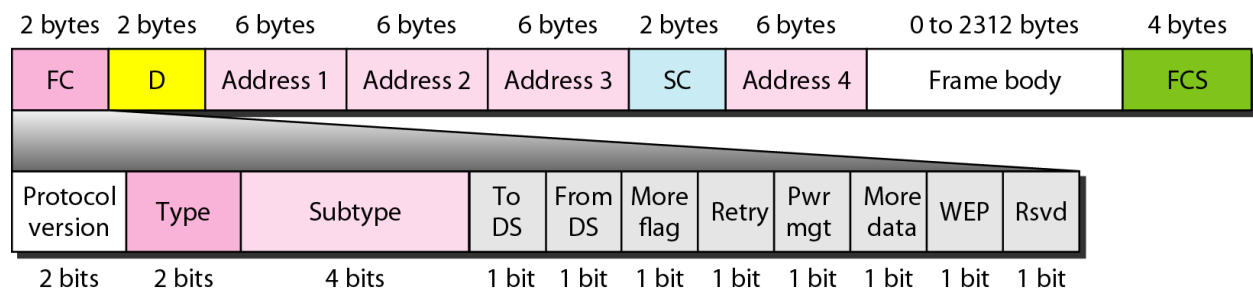 2 bytes 2 bytes 6 bytes 6 bytes 6 bytes 2 bytes 6 bytes 0 to 2312 bytes 4 bytes
FC D Address 1 Address 2 Address 3 SC Address 4 Frame body FCS
Protocol
version
Type
Subtype
To
DS
From
DS
More
flag
Retry
Pwr
mgt
More
data
WEP
Rsvd
2 bits 2 bits 4 bits 1 bit 1 bit 1 bit 1 bit 1 bit 1 bit 1 bit 1 bit